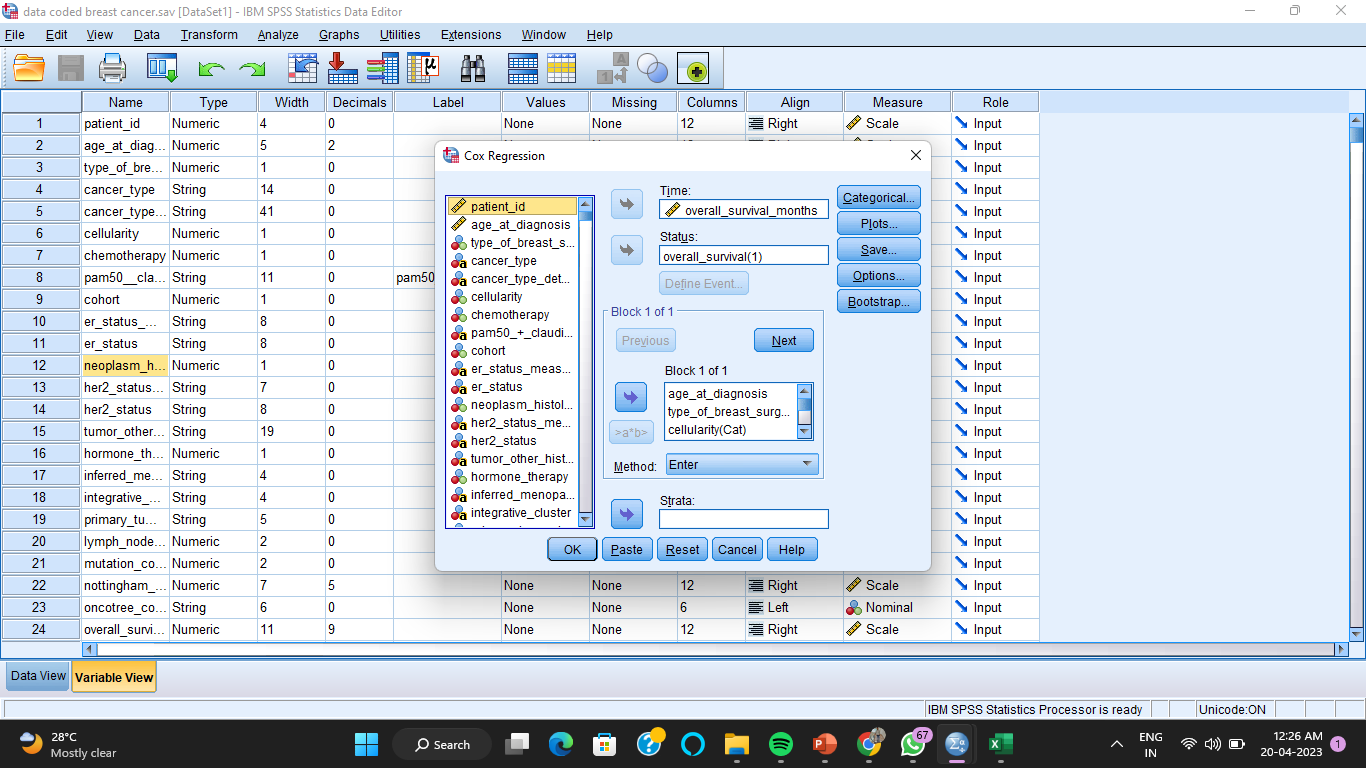 data coded breast cancer.sav [DataSet1] - IBM SPSS Statistics Data Editor
File Edit View Data Transform Analyze Graphs Utilities Extensions Window Help
Name Type Width Decimals Label Values Missing Columns Align Measure Role
1 patient_id Numeric 4 0 None None 12 Right Scale Input
2 age_at_diag... Numeric 5 2 Input
3 type_of_bre... Numeric 1 0 Input
4 cancer_type String 14 0 Input
5 cancer_type... String 41 0 Input
6 cellularity Numeric 1 0 Input
7 chemotherapy Numeric 1 0 Input
8 pam50__cla... String 11 0 pam50 Input
9 cohort Numeric 1 0 Input
10 er_status_... String 8 0 Input
11 er_status String 8 0 Input
12 neoplasm_h... Numeric 1 0 Input
13 her2_status... String 7 0 Input
14 her2_status String 8 0 Input
15 tumor_other... String 19 0 Input
16 hormone_th... Numeric 1 0 Input
17 inferred_me... String 4 0 Input
18 integrative_... String 4 0 Input
19 primary_tu... String 5 0 Input
20 lymph_node... Numeric 2 0 Input
21 mutation_co... Numeric 2 0 Input
22 nottingham_... Numeric 7 5 None None 12 Right Scale Input
23 oncotree_co... String 6 0 None None 6 Left Nominal Input
24 overall_survi... Numeric 11 9 None None 12 Right Scale Input
Cox Regression
patient_id
age_at_diagnosis
type_of_breast_s...
cancer_type
cancer_type_det...
cellularity
chemotherapy
pam50_+_claudi...
cohort
er_status_meas...
er_status
neoplasm_histol...
her2_status_me...
her2_status
tumor_other_hist...
hormone_therapy
inferred_menopa...
integrative_cluster
Time:
overall_survival_months
Status:
overall_survival(1)
Define Event...
Block 1 of 1
Previous Next
Block 1 of 1
age_at_diagnosis
type_of_breast_surg...
cellularity(Cat)
>a*b>
Method: Enter
Strata:
Categorical...
Plots...
Save...
Options...
Bootstrap...
OK Paste Reset Cancel Help
Data View Variable View
IBM SPSS Statistics Processor is ready Unicode:ON
28°C
Mostly clear
Search
67
ENG
IN
12:26 AM
20-04-2023
1